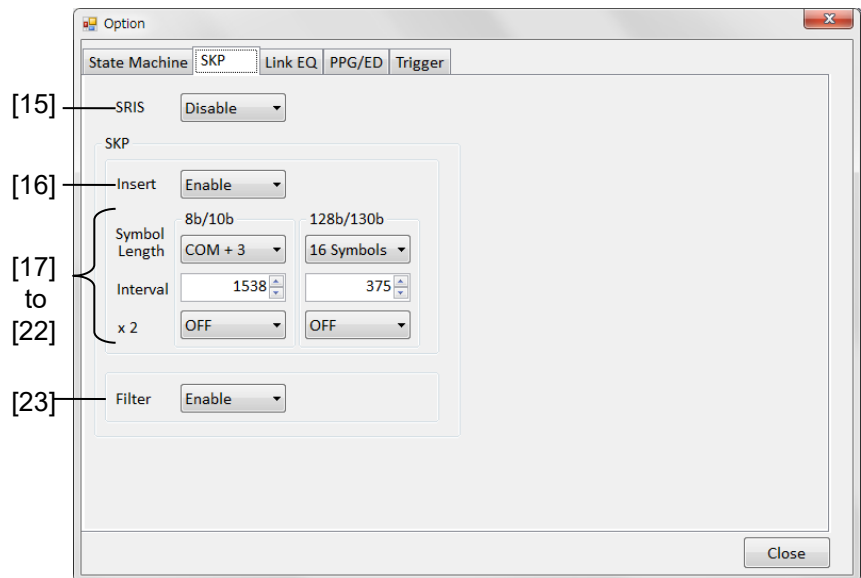 Option
x
State Machine SKP Link EQ PPG/ED Trigger
[15] SRIS Disable
SKP
[16] Insert Enable
8b/10b 128b/130b
Symbol
Length COM + 3 16 Symbols
[17]
to
[22]
Interval 1538 375
x 2 OFF OFF
[23] Filter Enable
Close